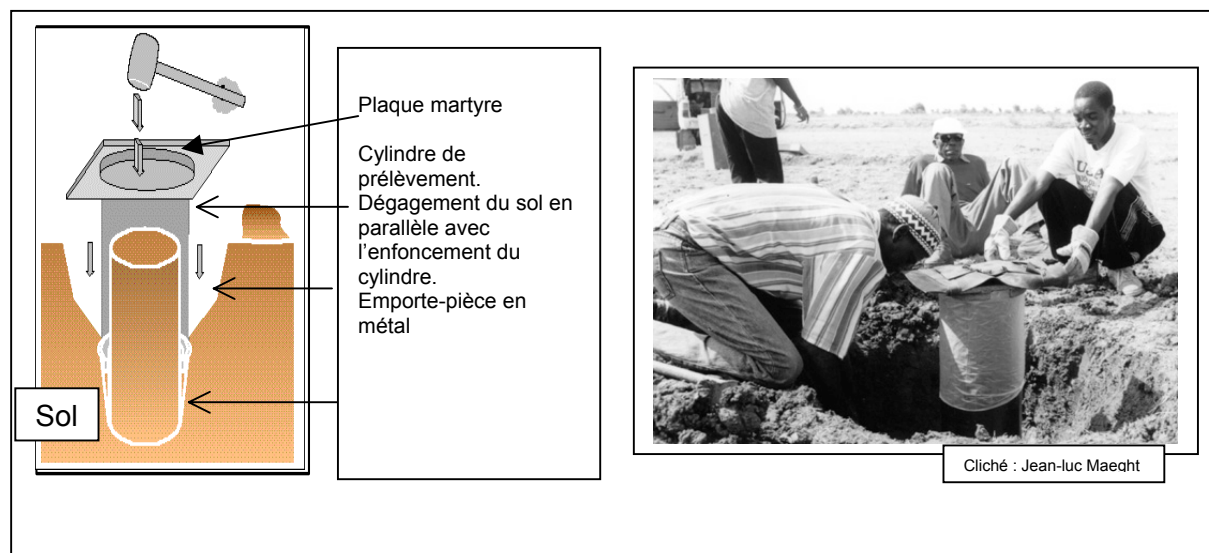 Plaque martyre
Cylindre de
prélèvement.
Dégagement du sol en
parallèle avec
l'enfoncement du
cylindre.
Emporte-pièce en
métal
Sol
Cliché : Jean-luc Maeght